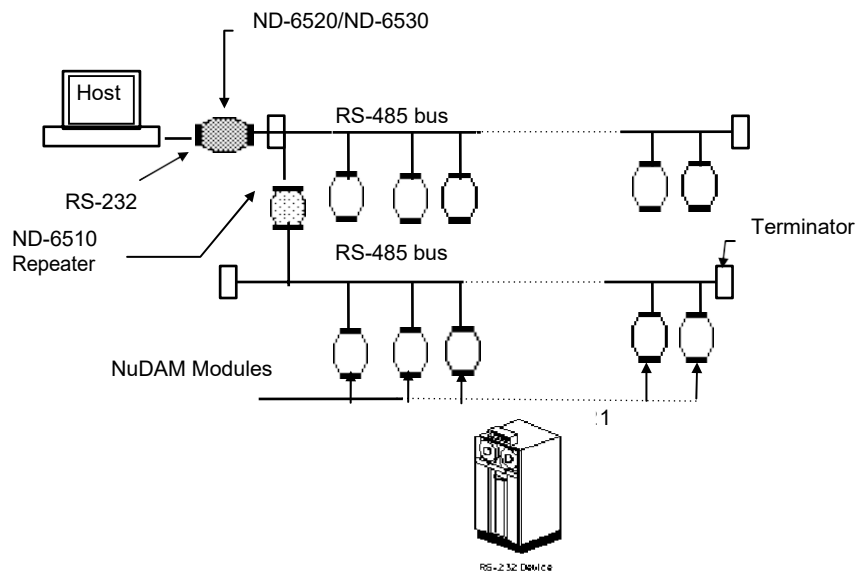 ND-6520/ND-6530
Host
RS-485 bus
RS-232
ND-6510
Repeater
Terminator
RS-485 bus
NuDAM Modules
:1
RS-232 Device